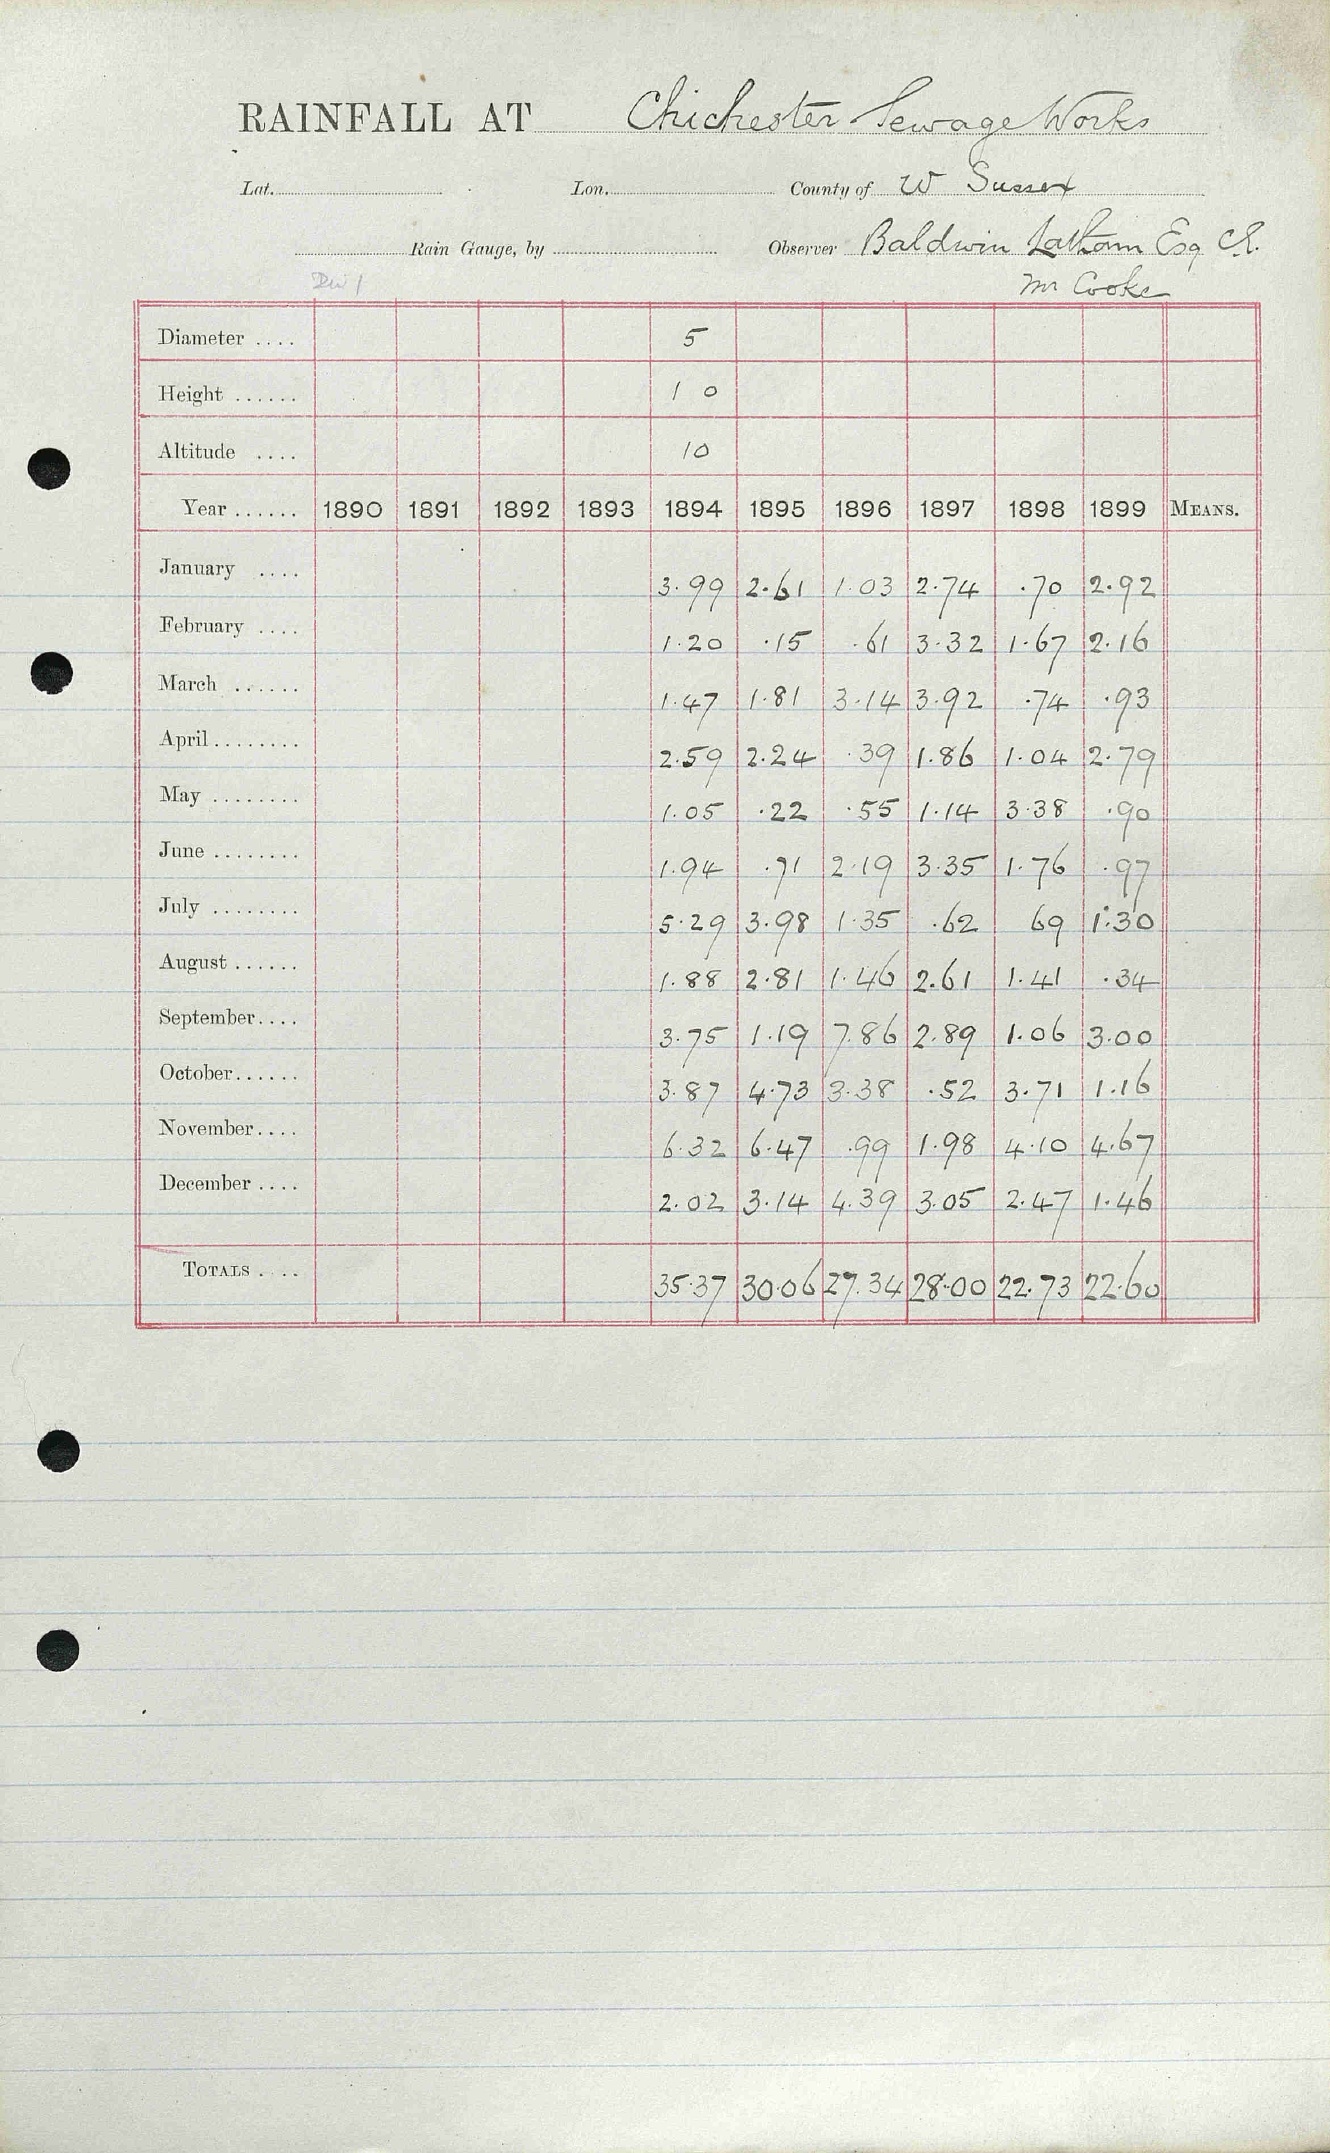 RAINFALL AT Chichester Sewage Works
Lat. Lon. County of W Sussex
Rain Gauge, by Observer Baldwin Latham Esq C.E.
Div 1 Mr Cooke
Diameter .... 5
Height ...... 1 0
Altitude .... 10
Year ...... 1890 1891 1892 1893 1894 1895 1896 1897 1898 1899 MEANS.
January .... 3.99 2.61 1.03 2.74 .70 2.92
February .... 1.20 .15 .61 3.32 1.67 2.16
March ...... 1.47 1.81 3.14 3.92 .74 .93
April ........ 2.59 2.24 .39 1.86 1.04 2.79
May ........ 1.05 .22 .55 1.14 3.38 .90
June ........ 1.94 .71 2.19 3.35 1.76 .97
July ........ 5.29 3.98 1.35 .62 69 1.30
August ...... 1.88 2.81 1.46 2.61 1.41 .34
September.... 3.75 1.19 7.86 2.89 1.06 3.00
October...... 3.87 4.73 3.38 .52 3.71 1.16
November.... 6.32 6.47 .99 1.98 4.10 4.67
December .... 2.02 3.14 4.39 3.05 2.47 1.46
TOTALS .... 35.37 30.06 27.34 28.00 22.73 22.60